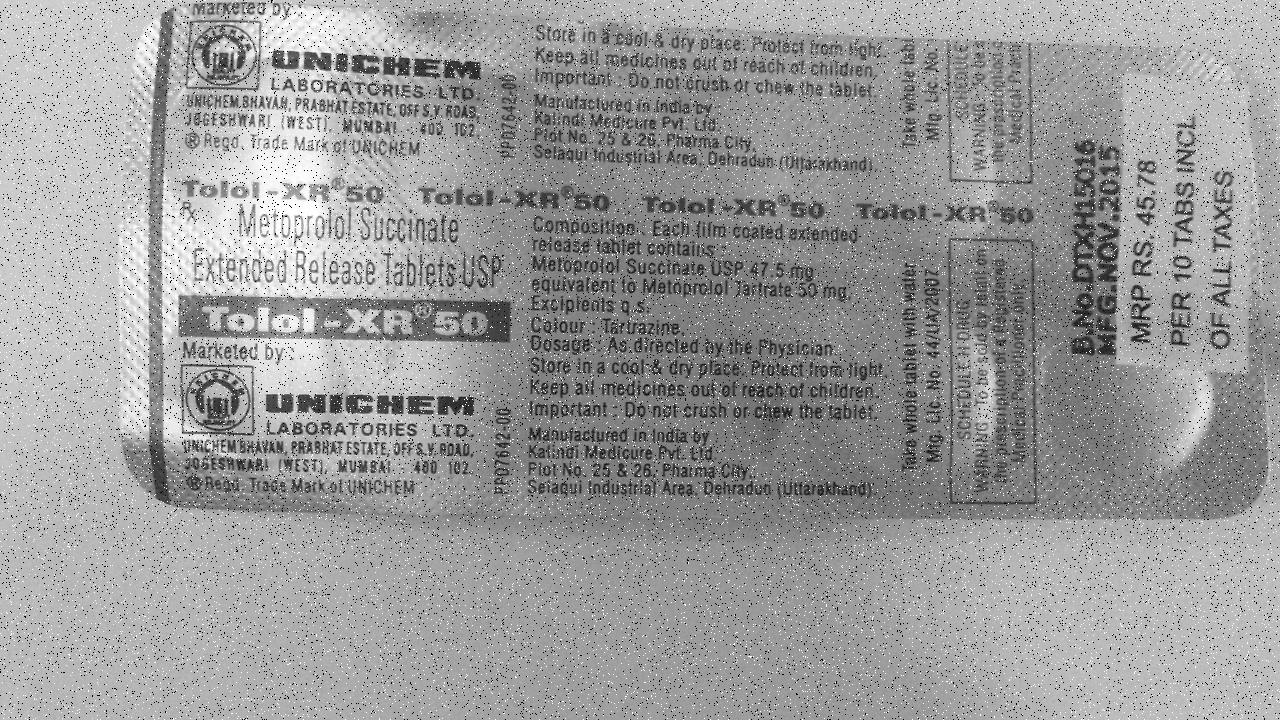 Marketed by :
UNICHEM
LABORATORIES LTD.
UNICHEM BHAVAN, PRABHAT ESTATE, OFF S.V. ROAD,
JOGESHWARI (WEST), MUMBAI - 400 102.
® Regd. Trade Mark of UNICHEM
PP07642-00
Store in a cool & dry place. Protect from light.
Keep all medicines out of reach of children.
Important : Do not crush or chew the tablet.
Manufactured in India by
Kalindi Medicure Pvt. Ltd.
Plot No. 25 & 26, Pharma City,
Selaqui Industrial Area, Dehradun (Uttarakhand).
Take whole tabl
Mfg. Lic No.
SCHEDULE
WARNING : To be s
the prescription o
Medical Practiti
Tolol-XR®50 Tolol-XR®50 Tolol-XR®50 Tolol-XR®50
Rx
Metoprolol Succinate
Extended Release Tablets USP
Tolol-XR®50
Marketed by :
UNICHEM
LABORATORIES LTD.
UNICHEM BHAVAN, PRABHAT ESTATE, OFF S.V. ROAD,
JOGESHWARI (WEST), MUMBAI - 400 102.
® Regd. Trade Mark of UNICHEM
PP07642-00
Composition : Each film coated extended
release tablet contains :
Metoprolol Succinate USP 47.5 mg
equivalent to Metoprolol Tartrate 50 mg.
Excipients q.s.
Colour : Tartrazine.
Dosage : As directed by the Physician.
Store in a cool & dry place. Protect from light.
Keep all medicines out of reach of children.
Important : Do not crush or chew the tablet.
Manufactured in India by
Kalindi Medicure Pvt. Ltd.
Plot No. 25 & 26, Pharma City,
Selaqui Industrial Area, Dehradun (Uttarakhand).
Take whole tablet with water
Mfg. Lic. No. 44/UA/2007
SCHEDULE H DRUG
WARNING : To be sold by retail on
the prescription of a Registered
Medical Practitioner only.
B.No.DTXH15016
MFG.NOV.2015
MRP RS. 45.78
PER 10 TABS INCL
OF ALL TAXES